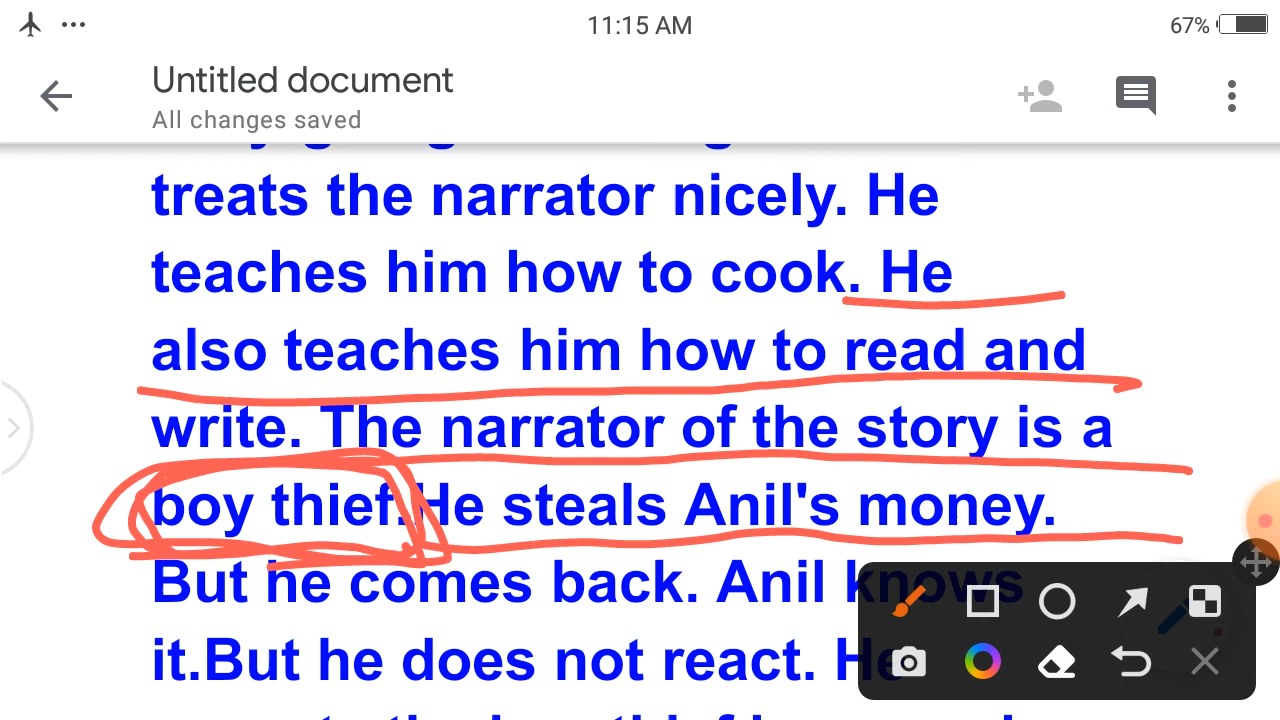 11:15 AM
67%
Untitled document
All changes saved
treats the narrator nicely. He
teaches him how to cook. He
also teaches him how to read and
write. The narrator of the story is a
boy thief.He steals Anil's money.
But he comes back. Anil knows
it.But he does not react. He